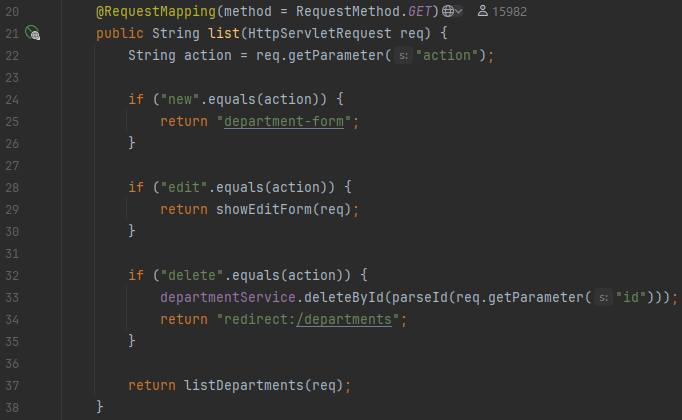 20 @RequestMapping(method = RequestMethod.GET) 15982
21 public String list(HttpServletRequest req) {
22 String action = req.getParameter( s: "action");
23
24 if ("new".equals(action)) {
25 return "department-form";
26 }
27
28 if ("edit".equals(action)) {
29 return showEditForm(req);
30 }
31
32 if ("delete".equals(action)) {
33 departmentService.deleteById(parseId(req.getParameter( s: "id")));
34 return "redirect:/departments";
35 }
36
37 return listDepartments(req);
38 }